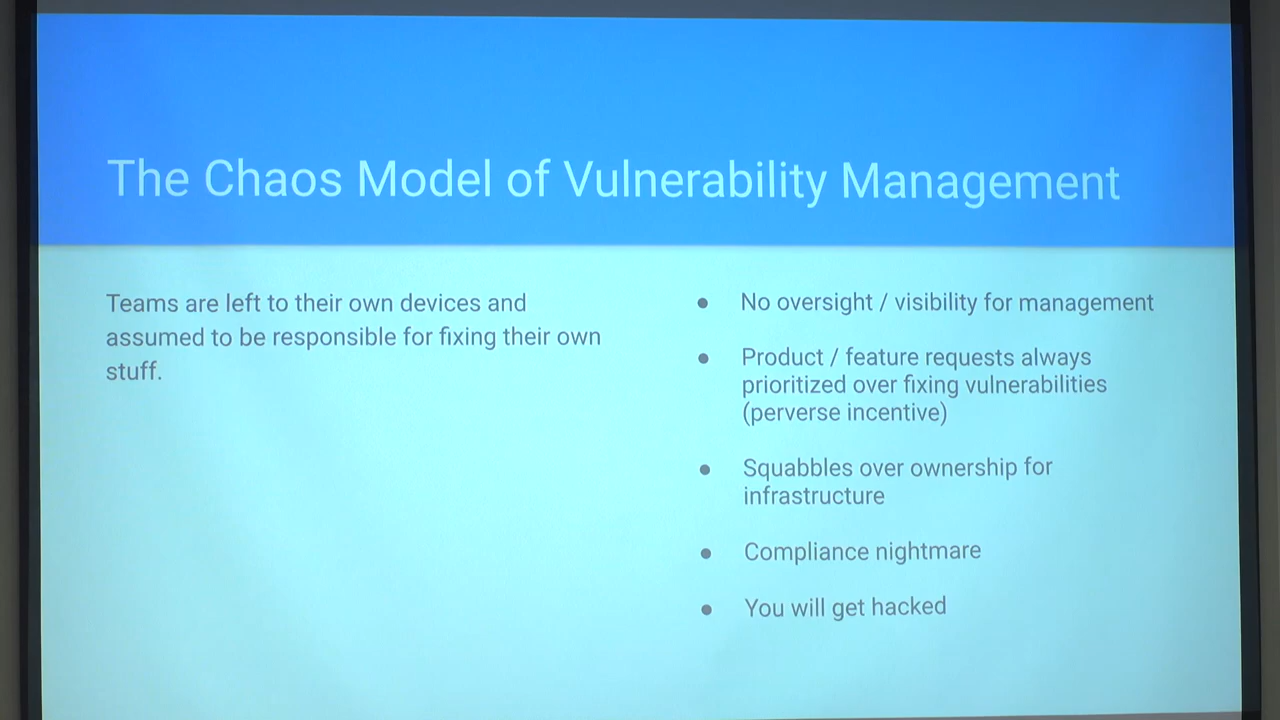 The Chaos Model of Vulnerability Management
Teams are left to their own devices and
assumed to be responsible for fixing their own
stuff.
● No oversight / visibility for management
● Product / feature requests always
prioritized over fixing vulnerabilities
(perverse incentive)
● Squabbles over ownership for
infrastructure
● Compliance nightmare
● You will get hacked